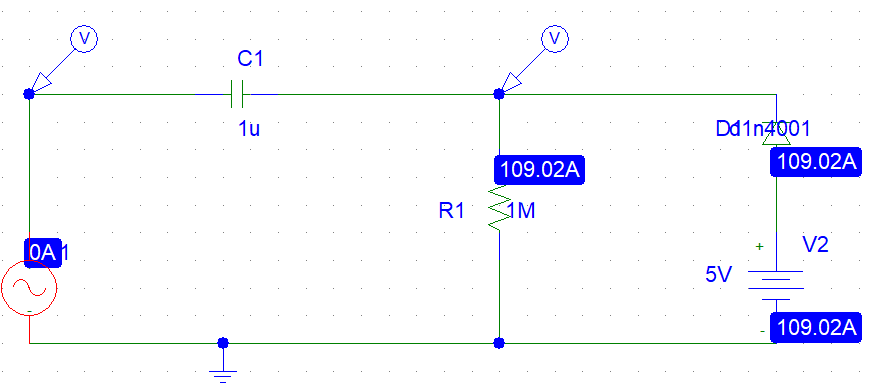 V
V
C1
1u
Dd1n4001
109.02A
109.02A
R1
1M
0A
1
+
V2
5V
-
109.02A